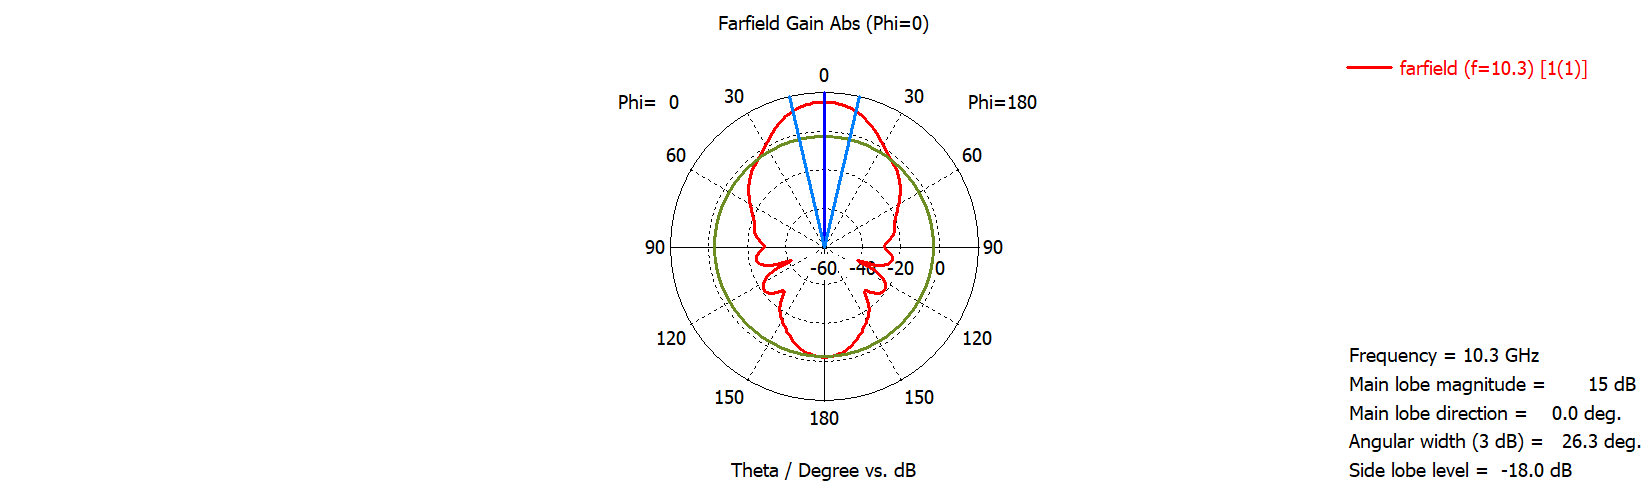 Farfield Gain Abs (Phi=0)
farfield (f=10.3) [1(1)]
0
Phi= 0
30
30
Phi=180
60
60
90
-60
-40
-20
0
90
120
120
150
150
180
Theta / Degree vs. dB
Frequency = 10.3 GHz
Main lobe magnitude = 15 dB
Main lobe direction = 0.0 deg.
Angular width (3 dB) = 26.3 deg.
Side lobe level = -18.0 dB